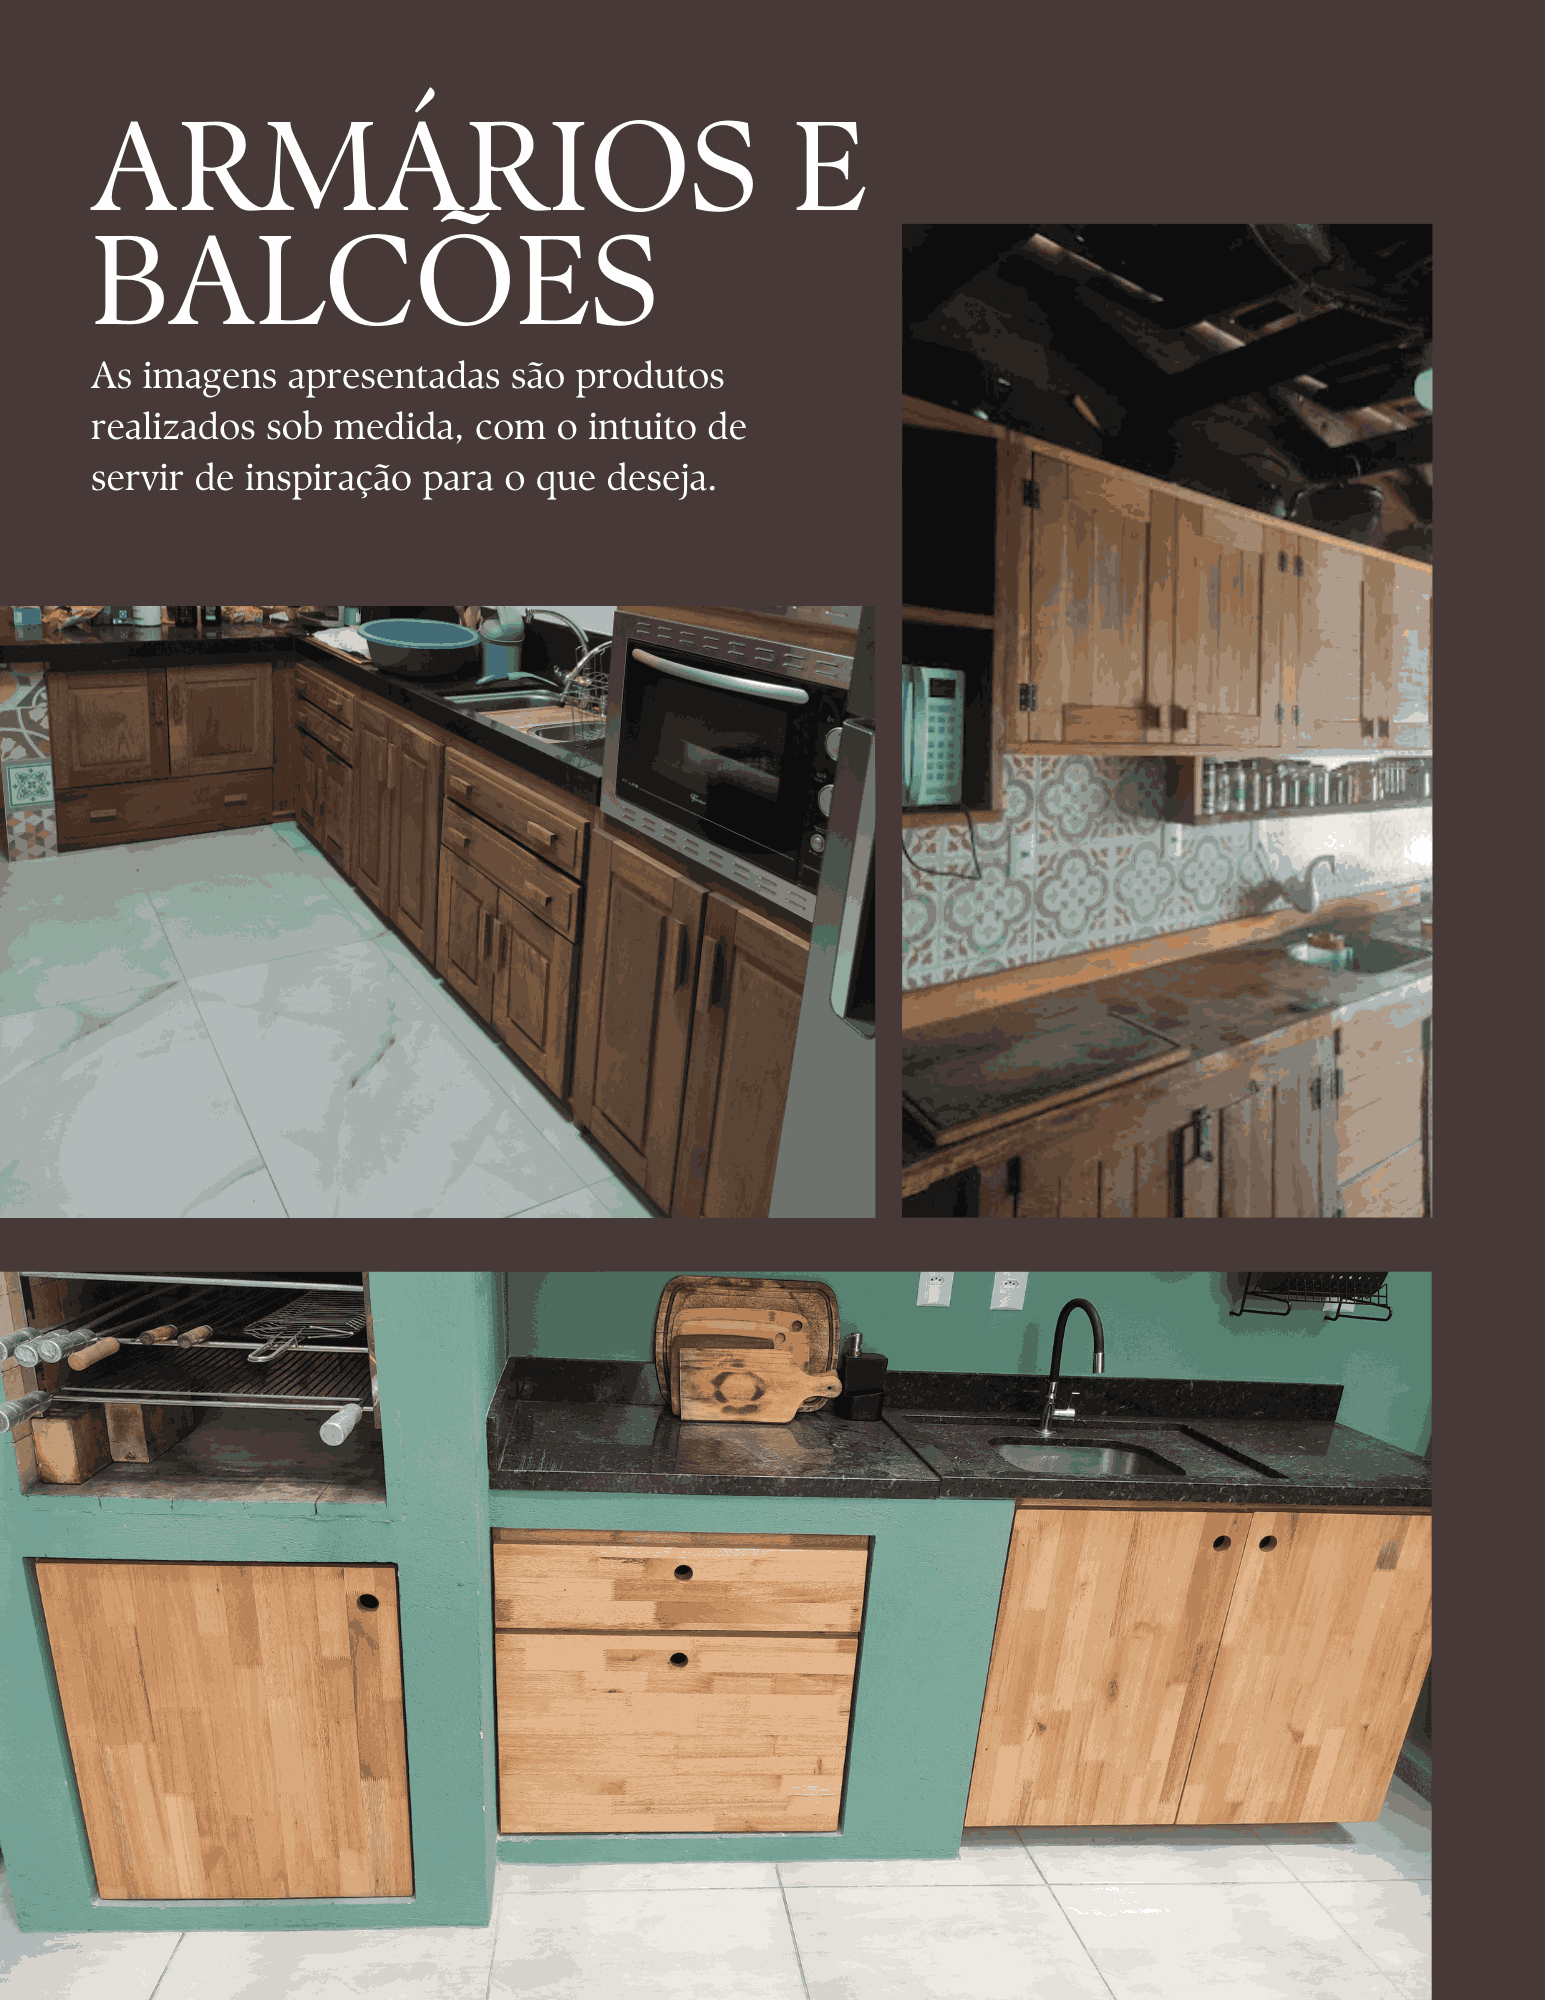 ARMÁRIOS E
BALCÕES
As imagens apresentadas são produtos
realizados sob medida, com o intuito de
servir de inspiração para o que deseja.